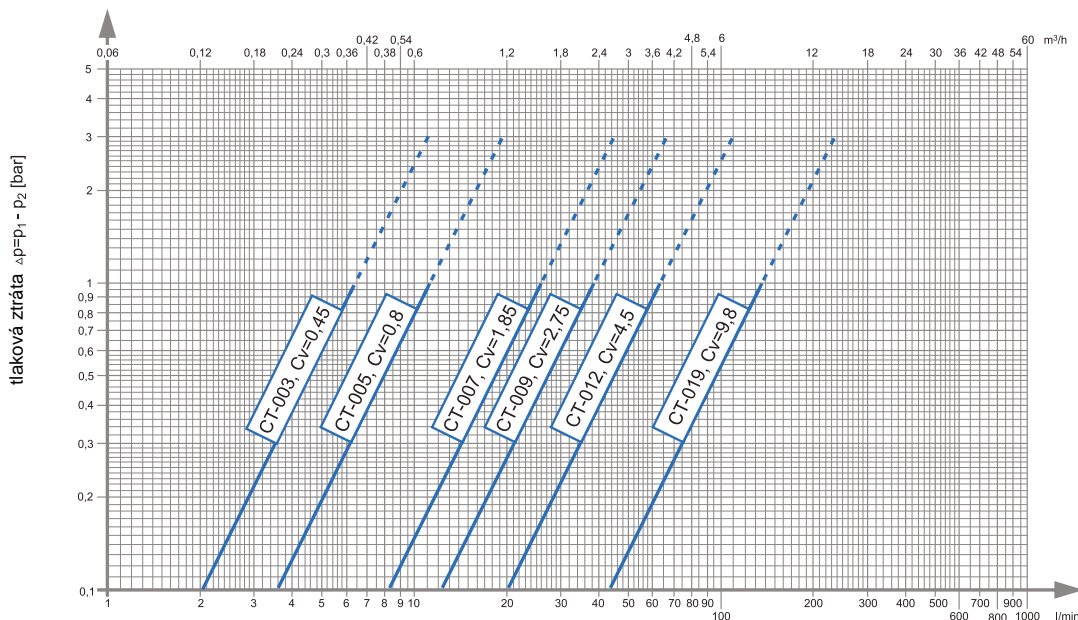 0,42 0,54 4,8 6 60 m³/h
0,06 0,12 0,18 0,24 0,3 0,36 0,38 0,6 1,2 1,8 2,4 3 3,6 4,2 5,4 12 18 24 30 36 42 48 54
5
4
3
2
1
0,9
0,8
0,7
0,6
0,5
0,4
0,3
0,2
0,1
tlaková ztráta Δp=p₁ - p₂ [bar]
CT-003, Cv=0,45
CT-005, Cv=0,8
CT-007, Cv=1,85
CT-009, Cv=2,75
CT-012, Cv=4,5
CT-019, Cv=9,8
1 2 3 4 5 6 7 8 9 10 20 30 40 50 60 70 80 90 200 300 400 500 700 900
100 600 800 1000 l/min